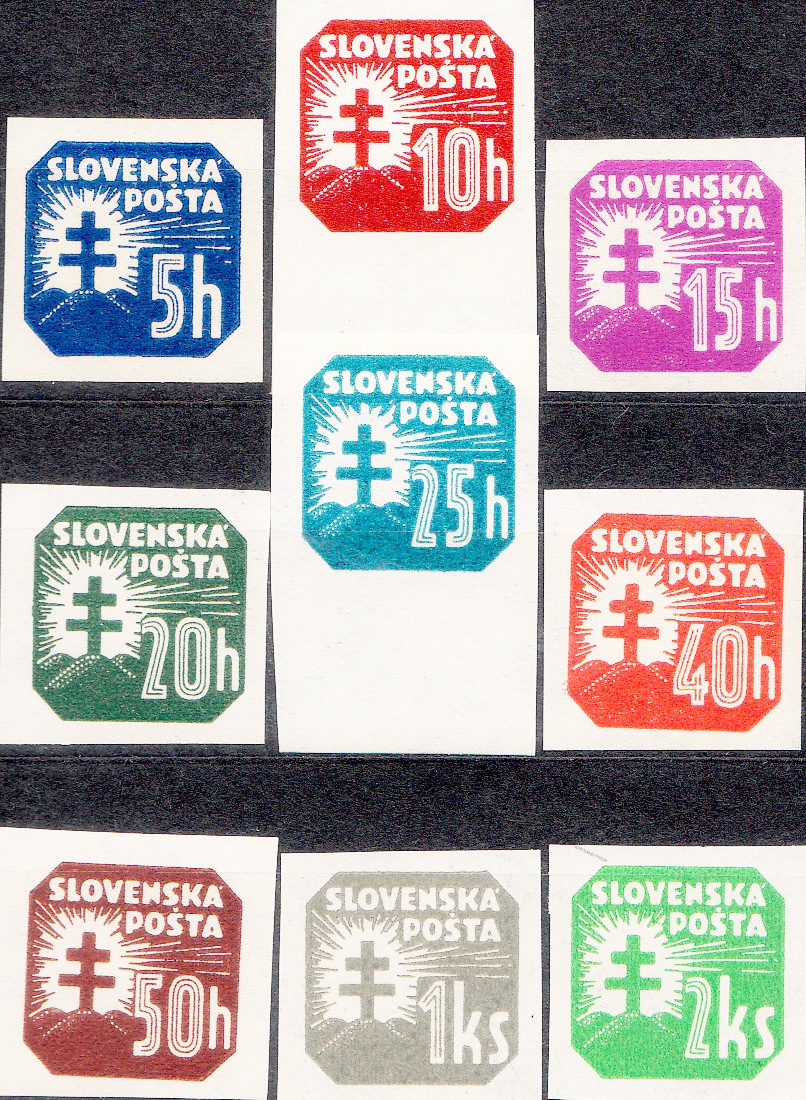 SLOVENSKÁ
POŠTA
5h
SLOVENSKÁ
POŠTA
10h
SLOVENSKÁ
POŠTA
15h
SLOVENSKÁ
POŠTA
20h
SLOVENSKÁ
POŠTA
25h
SLOVENSKÁ
POŠTA
40h
SLOVENSKÁ
POŠTA
50h
SLOVENSKÁ
POŠTA
1ks
SLOVENSKÁ
POŠTA
2ks